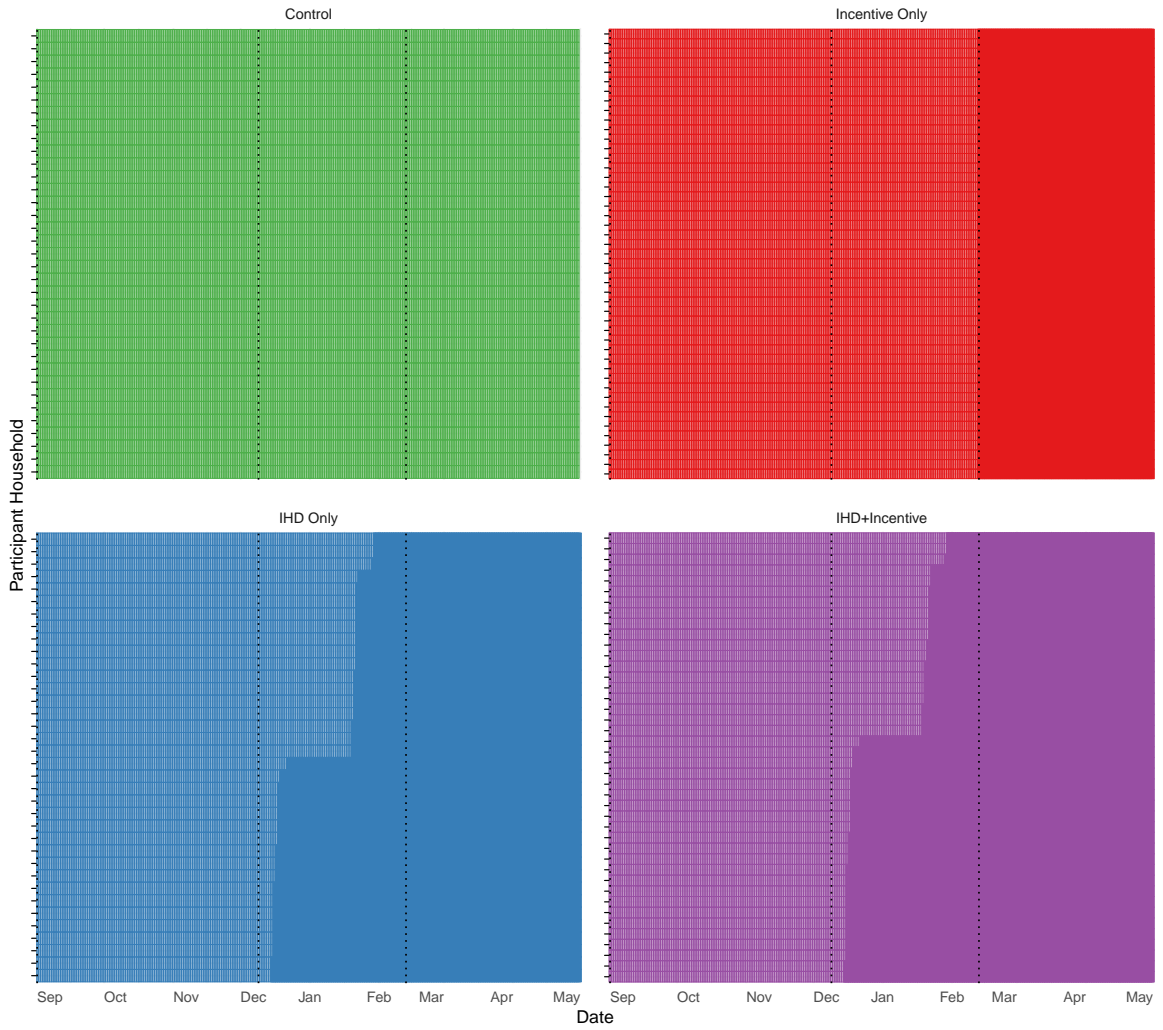 Control
Incentive Only
Participant Household
IHD Only
IHD+Incentive
Sep Oct Nov Dec Jan Feb Mar Apr May
Sep Oct Nov Dec Jan Feb Mar Apr May
Date